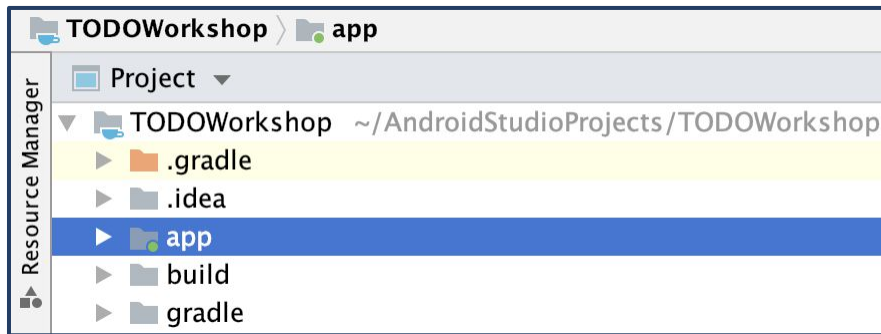 TODOWorkshop app
Project
Resource Manager
TODOWorkshop ~/AndroidStudioProjects/TODOWorkshop
.gradle
.idea
app
build
gradle